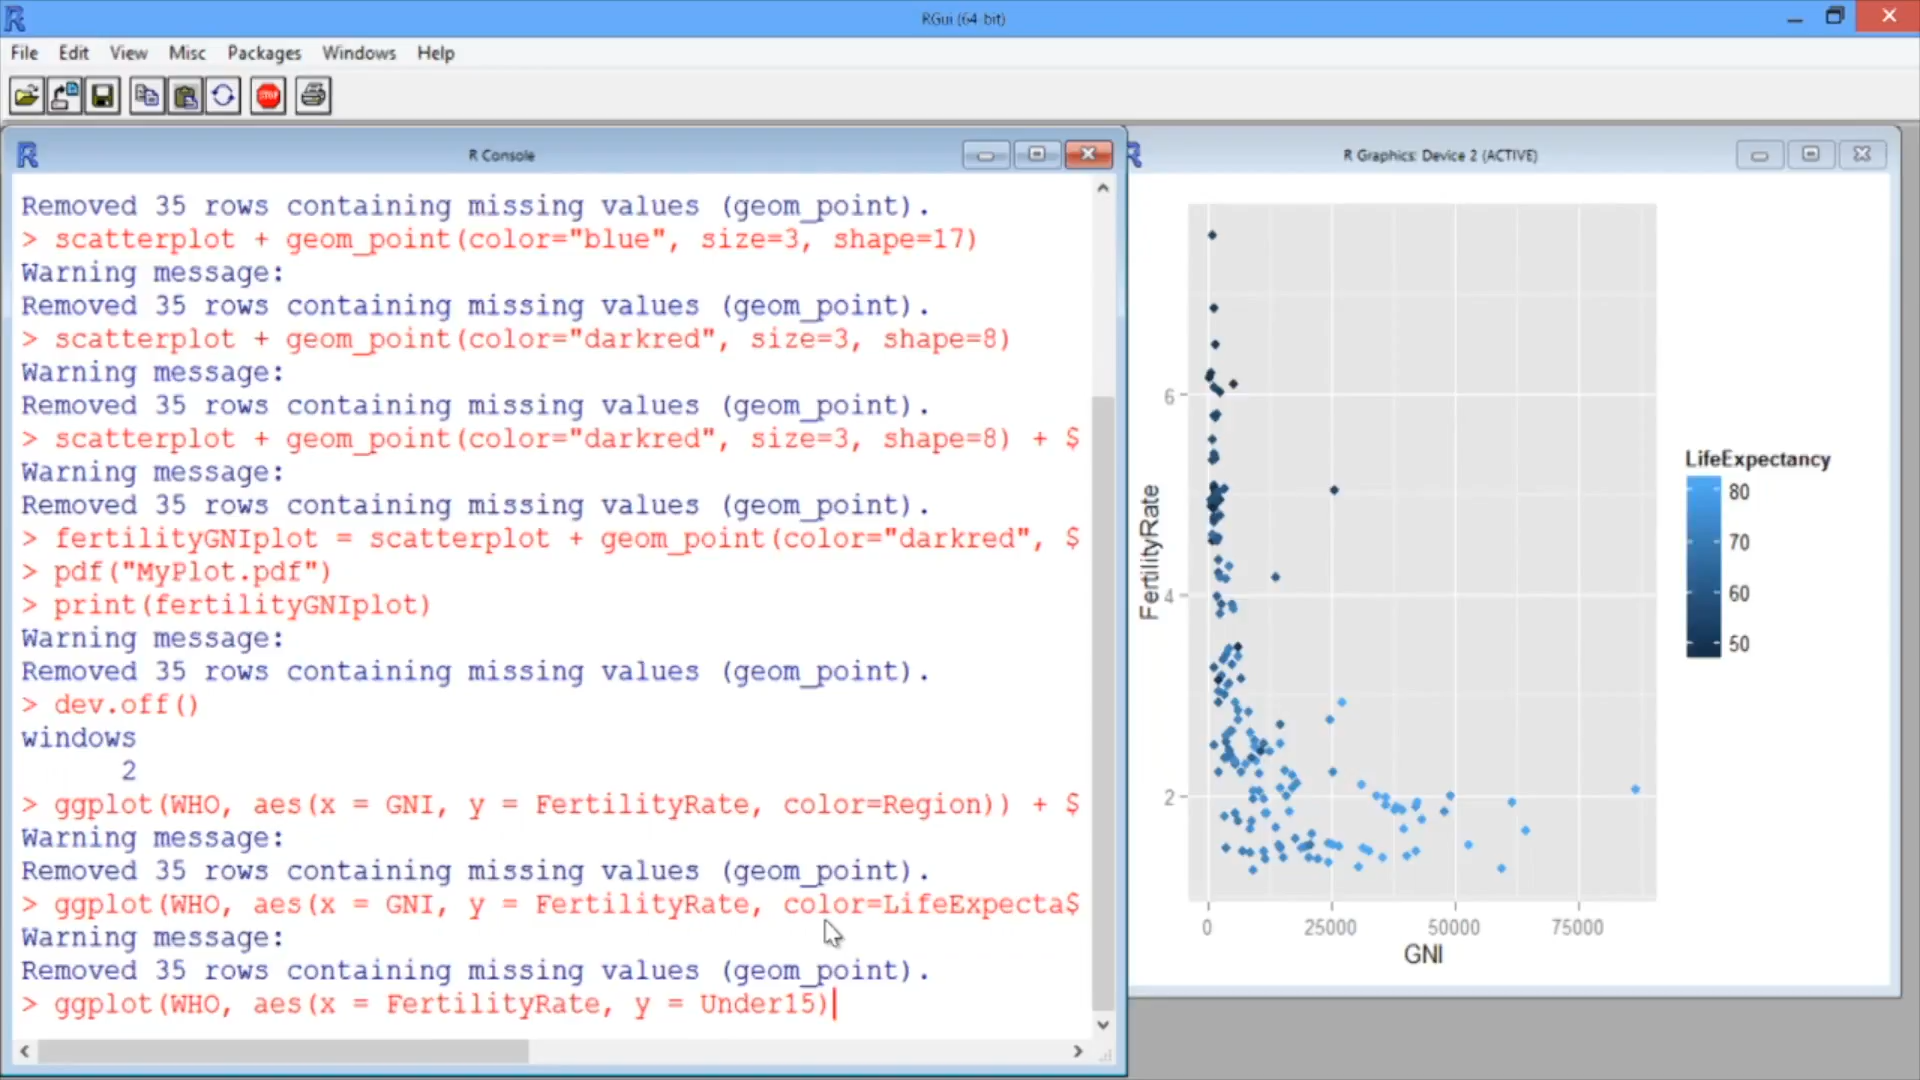 RGui (64-bit)
File Edit View Misc Packages Windows Help
STOP
R Console
Removed 35 rows containing missing values (geom_point).
> scatterplot + geom_point(color="blue", size=3, shape=17)
Warning message:
Removed 35 rows containing missing values (geom_point).
> scatterplot + geom_point(color="darkred", size=3, shape=8)
Warning message:
Removed 35 rows containing missing values (geom_point).
> scatterplot + geom_point(color="darkred", size=3, shape=8) + $
Warning message:
Removed 35 rows containing missing values (geom_point).
> fertilityGNIplot = scatterplot + geom_point(color="darkred", $
> pdf("MyPlot.pdf")
> print(fertilityGNIplot)
Warning message:
Removed 35 rows containing missing values (geom_point).
> dev.off()
windows
2
> ggplot(WHO, aes(x = GNI, y = FertilityRate, color=Region)) + $
Warning message:
Removed 35 rows containing missing values (geom_point).
> ggplot(WHO, aes(x = GNI, y = FertilityRate, color=LifeExpecta$
Warning message:
Removed 35 rows containing missing values (geom_point).
> ggplot(WHO, aes(x = FertilityRate, y = Under15)
R Graphics: Device 2 (ACTIVE)
FertilityRate
6
4
2
0 25000 50000 75000
GNI
LifeExpectancy
80
70
60
50